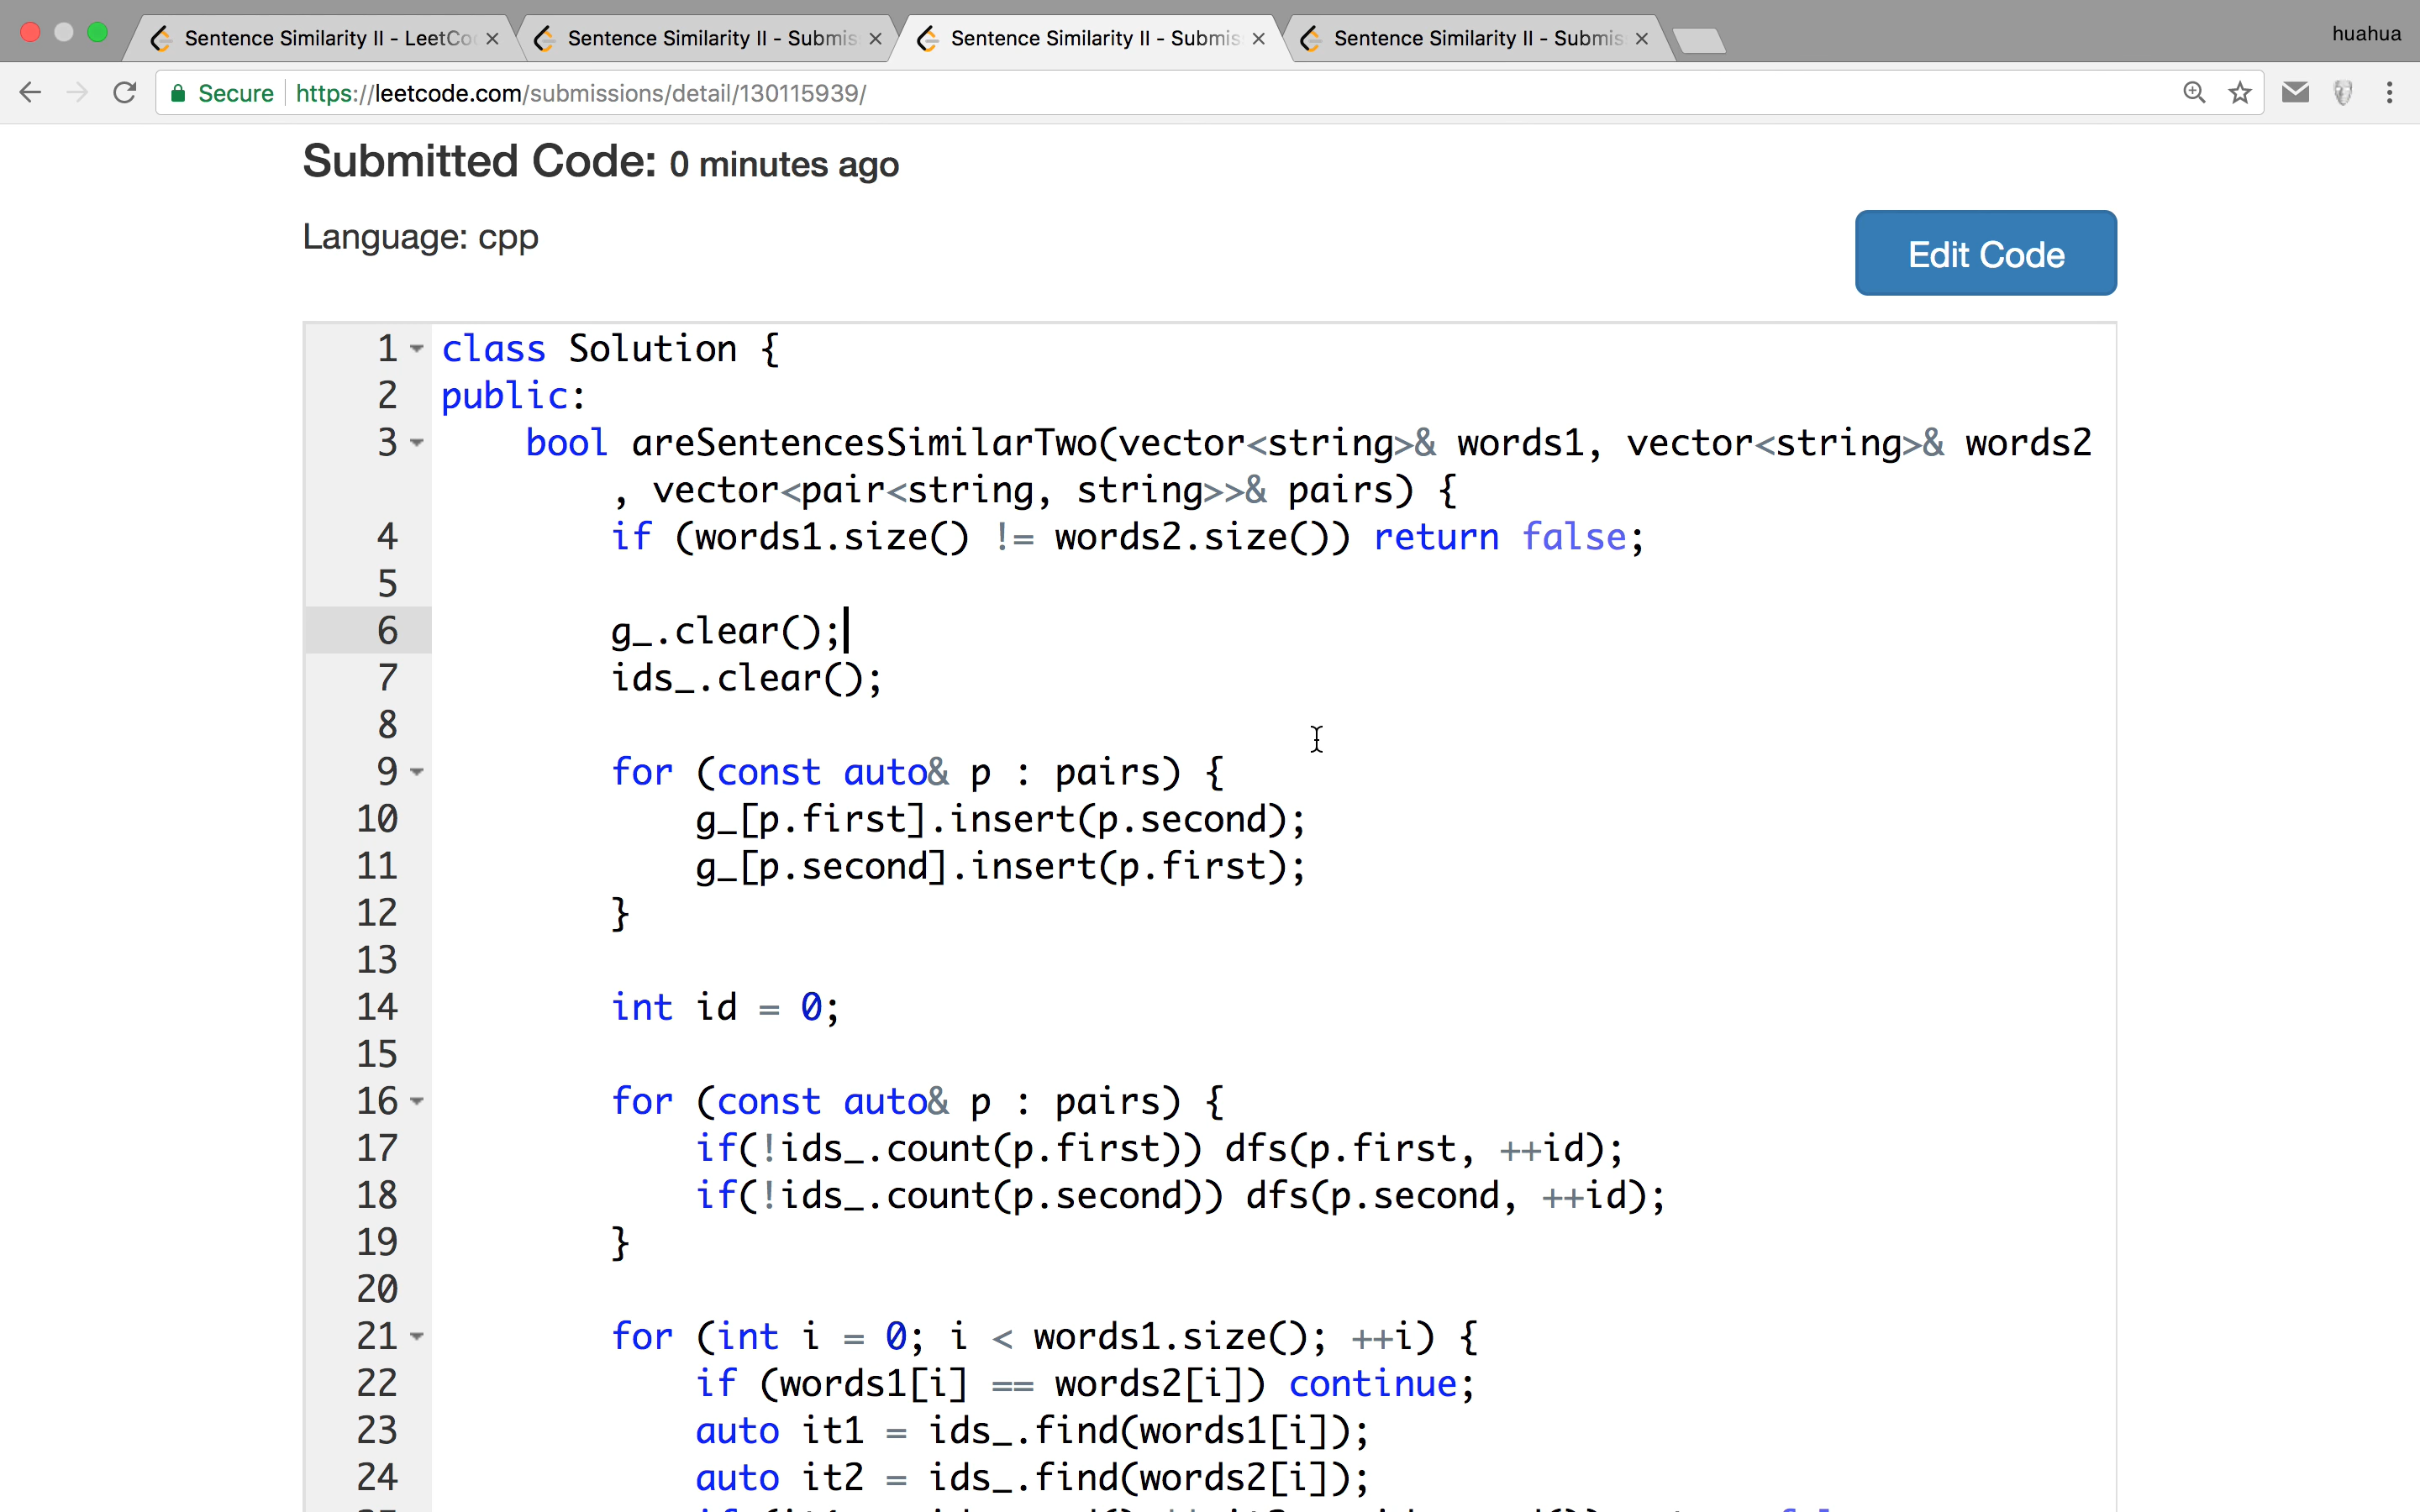 Sentence Similarity II - LeetCo
Sentence Similarity II - Submis
Sentence Similarity II - Submis
Sentence Similarity II - Submis
huahua
Secure
https://leetcode.com/submissions/detail/130115939/
Submitted Code: 0 minutes ago
Language: cpp
Edit Code
1 class Solution {
2 public:
3 bool areSentencesSimilarTwo(vector<string>& words1, vector<string>& words2
, vector<pair<string, string>>& pairs) {
4 if (words1.size() != words2.size()) return false;
5
6 g_.clear();
7 ids_.clear();
8
9 for (const auto& p : pairs) {
10 g_[p.first].insert(p.second);
11 g_[p.second].insert(p.first);
12 }
13
14 int id = 0;
15
16 for (const auto& p : pairs) {
17 if(!ids_.count(p.first)) dfs(p.first, ++id);
18 if(!ids_.count(p.second)) dfs(p.second, ++id);
19 }
20
21 for (int i = 0; i < words1.size(); ++i) {
22 if (words1[i] == words2[i]) continue;
23 auto it1 = ids_.find(words1[i]);
24 auto it2 = ids_.find(words2[i]);